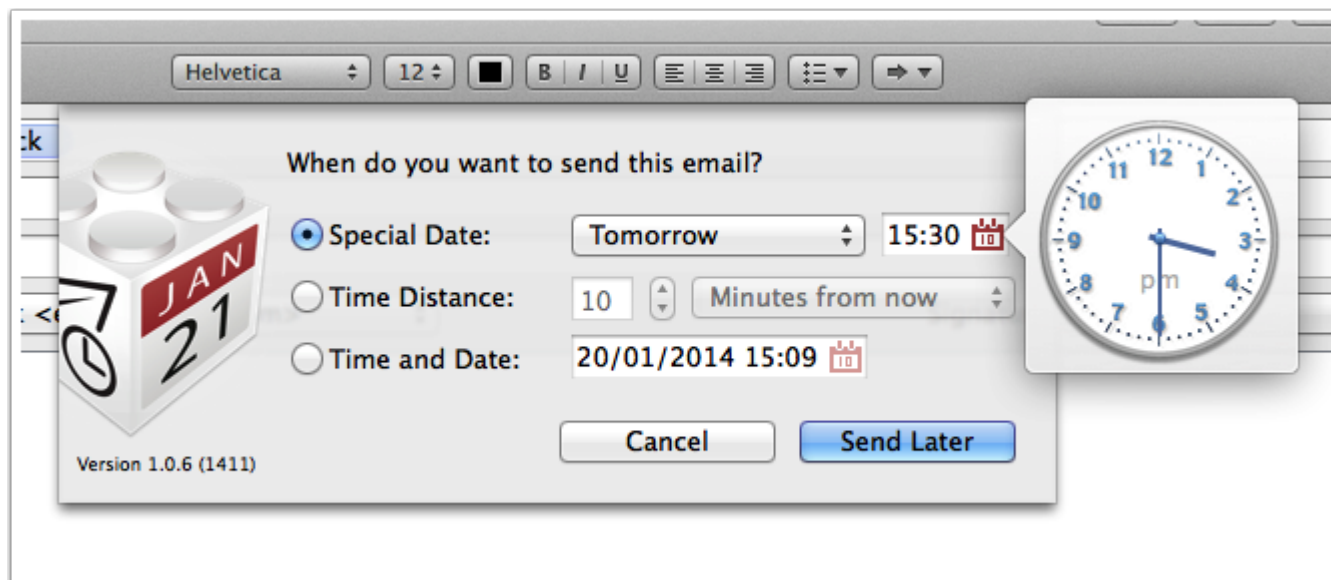 Helvetica 12 B I U
ck
When do you want to send this email?
Special Date: Tomorrow 15:30
Time Distance: 10 Minutes from now
Time and Date: 20/01/2014 15:09
JAN
21
Cancel Send Later
Version 1.0.6 (1411)
12
11 1
10 2
9 3
pm
8 4
7 5
6